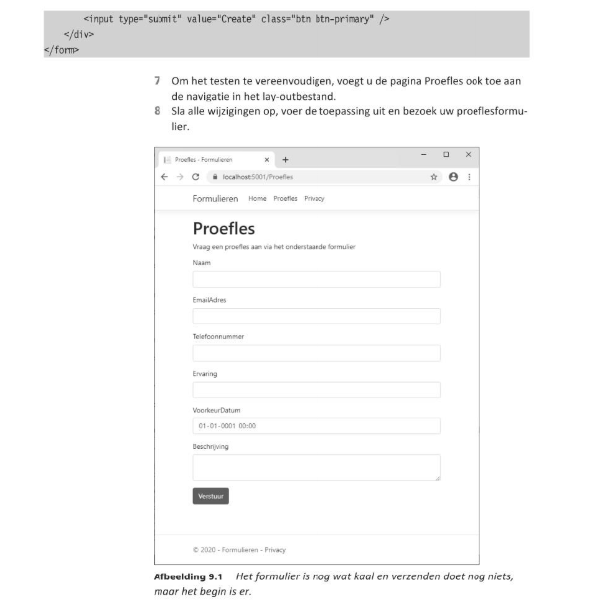 <input type="submit" value="Create" class="btn btn-primary" />
</div>
</form>
7 Om het testen te vereenvoudigen, voegt u de pagina Proefles ook toe aan
de navigatie in het lay-outbestand.
8 Sla alle wijzigingen op, voer de toepassing uit en bezoek uw proeflesformu-
lier.
Proefles - Formulieren
localhost:5001/Proefles
Formulieren Home Proefles Privacy
Proefles
Vraag een proefles aan via het onderstaande formulier
Naam
EmailAdres
Telefoonnummer
Ervaring
VoorkeurDatum
01-01-0001 00:00
Beschrijving
Verstuur
© 2020 - Formulieren - Privacy
Afbeelding 9.1 Het formulier is nog wat kaal en verzenden doet nog niets,
maar het begin is er.